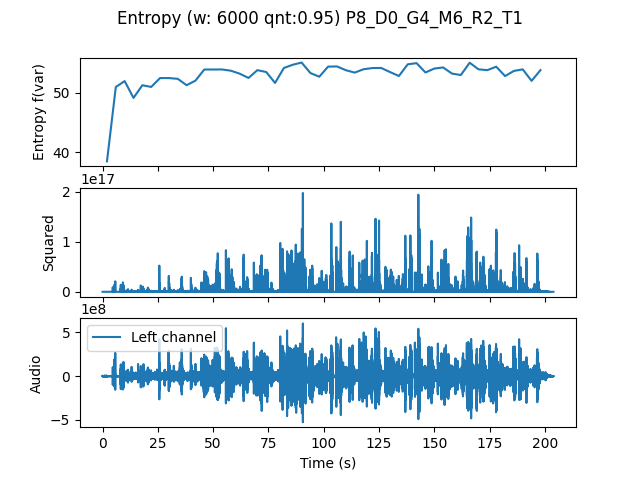 Entropy (w: 6000 qnt:0.95) P8_D0_G4_M6_R2_T1
Entropy f(var)
50
40
1e17
Squared
2
1
0
1e8
Audio
5
0
−5
Left channel
0
25
50
75
100
125
150
175
200
Time (s)